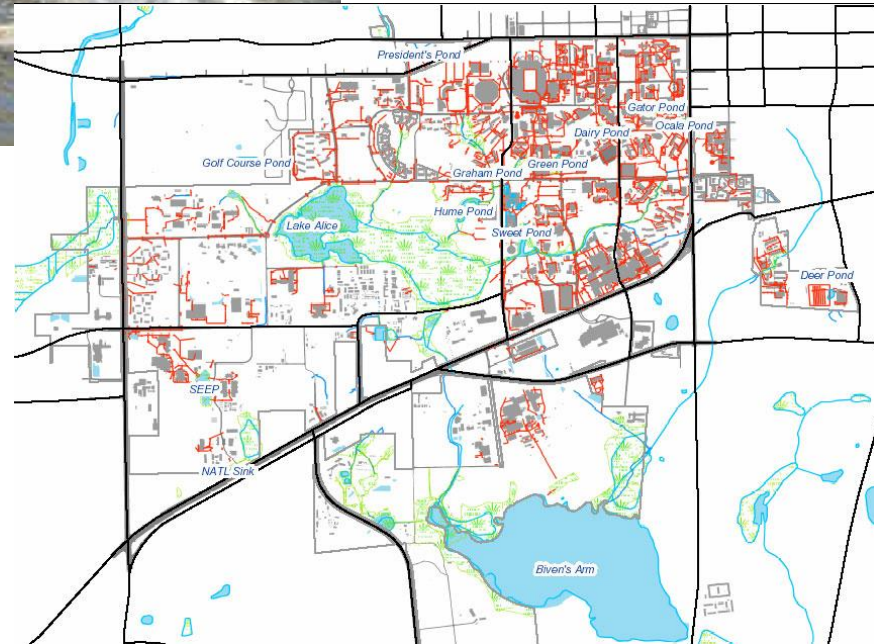 President's Pond
Gator Pond
Ocala Pond
Dairy Pond
Golf Course Pond
Green Pond
Graham Pond
Hume Pond
Lake Alice
Sweet Pond
Deer Pond
SEEP
NATL Sink
Biven's Arm